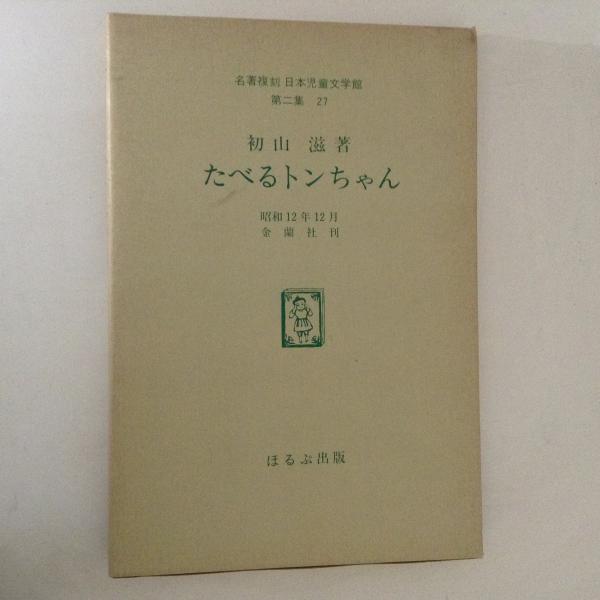 名著複刻 日本児童文学館
第二集 27
初山 滋著
たべるトンちゃん
昭和12年12月
金蘭社刊
ほるぷ出版